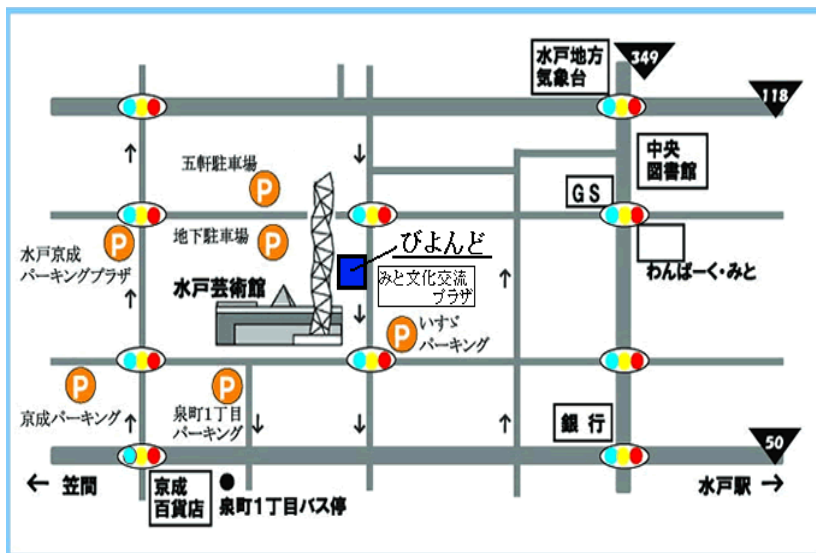 水戸地方
気象台
349
118
中央
図書館
五軒駐車場
P
GS
地下駐車場
P
水戸京成
パーキングプラザ
P
びよんど
わんぱーく・みと
水戸芸術館
みと文化交流
プラザ
いすゞ
パーキング
P
P
京成パーキング
P
泉町1丁目
パーキング
銀行
50
← 笠間
京成
百貨店
泉町1丁目バス停
水戸駅 →